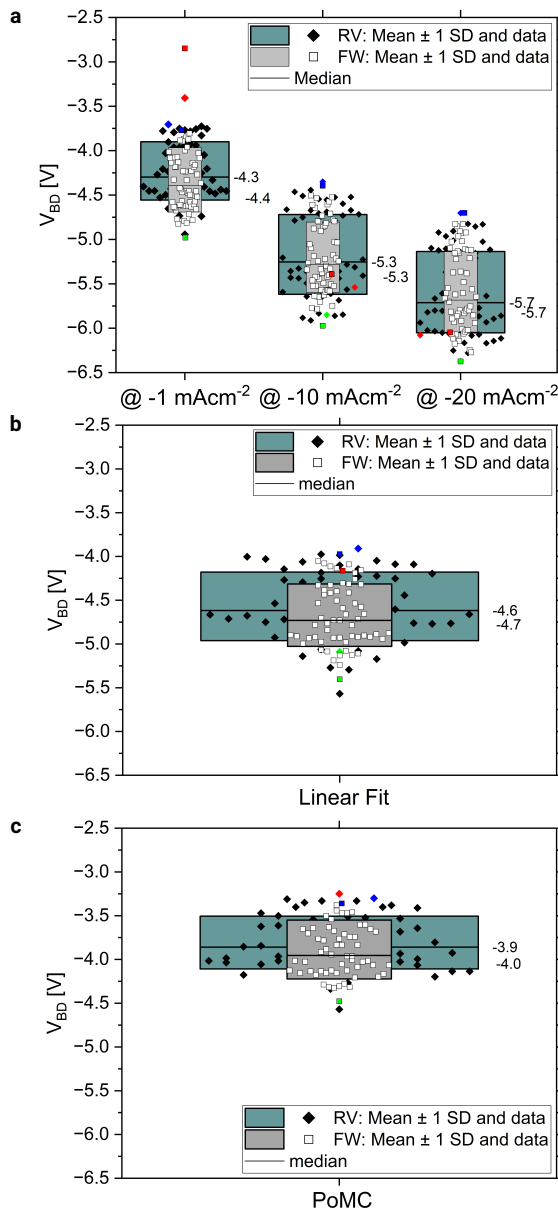 a
RV: Mean ± 1 SD and data
FW: Mean ± 1 SD and data
Median
-2.5
-3.0
-3.5
-4.0
-4.5
-5.0
-5.5
-6.0
-6.5
V_BD [V]
-4.3
-4.4
-5.3
-5.3
-5.7
-5.7
@ -1 mAcm⁻²
@ -10 mAcm⁻²
@ -20 mAcm⁻²
b
RV: Mean ± 1 SD and data
FW: Mean ± 1 SD and data
median
-2.5
-3.0
-3.5
-4.0
-4.5
-5.0
-5.5
-6.0
-6.5
V_BD [V]
-4.6
-4.7
Linear Fit
c
-2.5
-3.0
-3.5
-4.0
-4.5
-5.0
-5.5
-6.0
-6.5
V_BD [V]
-3.9
-4.0
RV: Mean ± 1 SD and data
FW: Mean ± 1 SD and data
median
PoMC